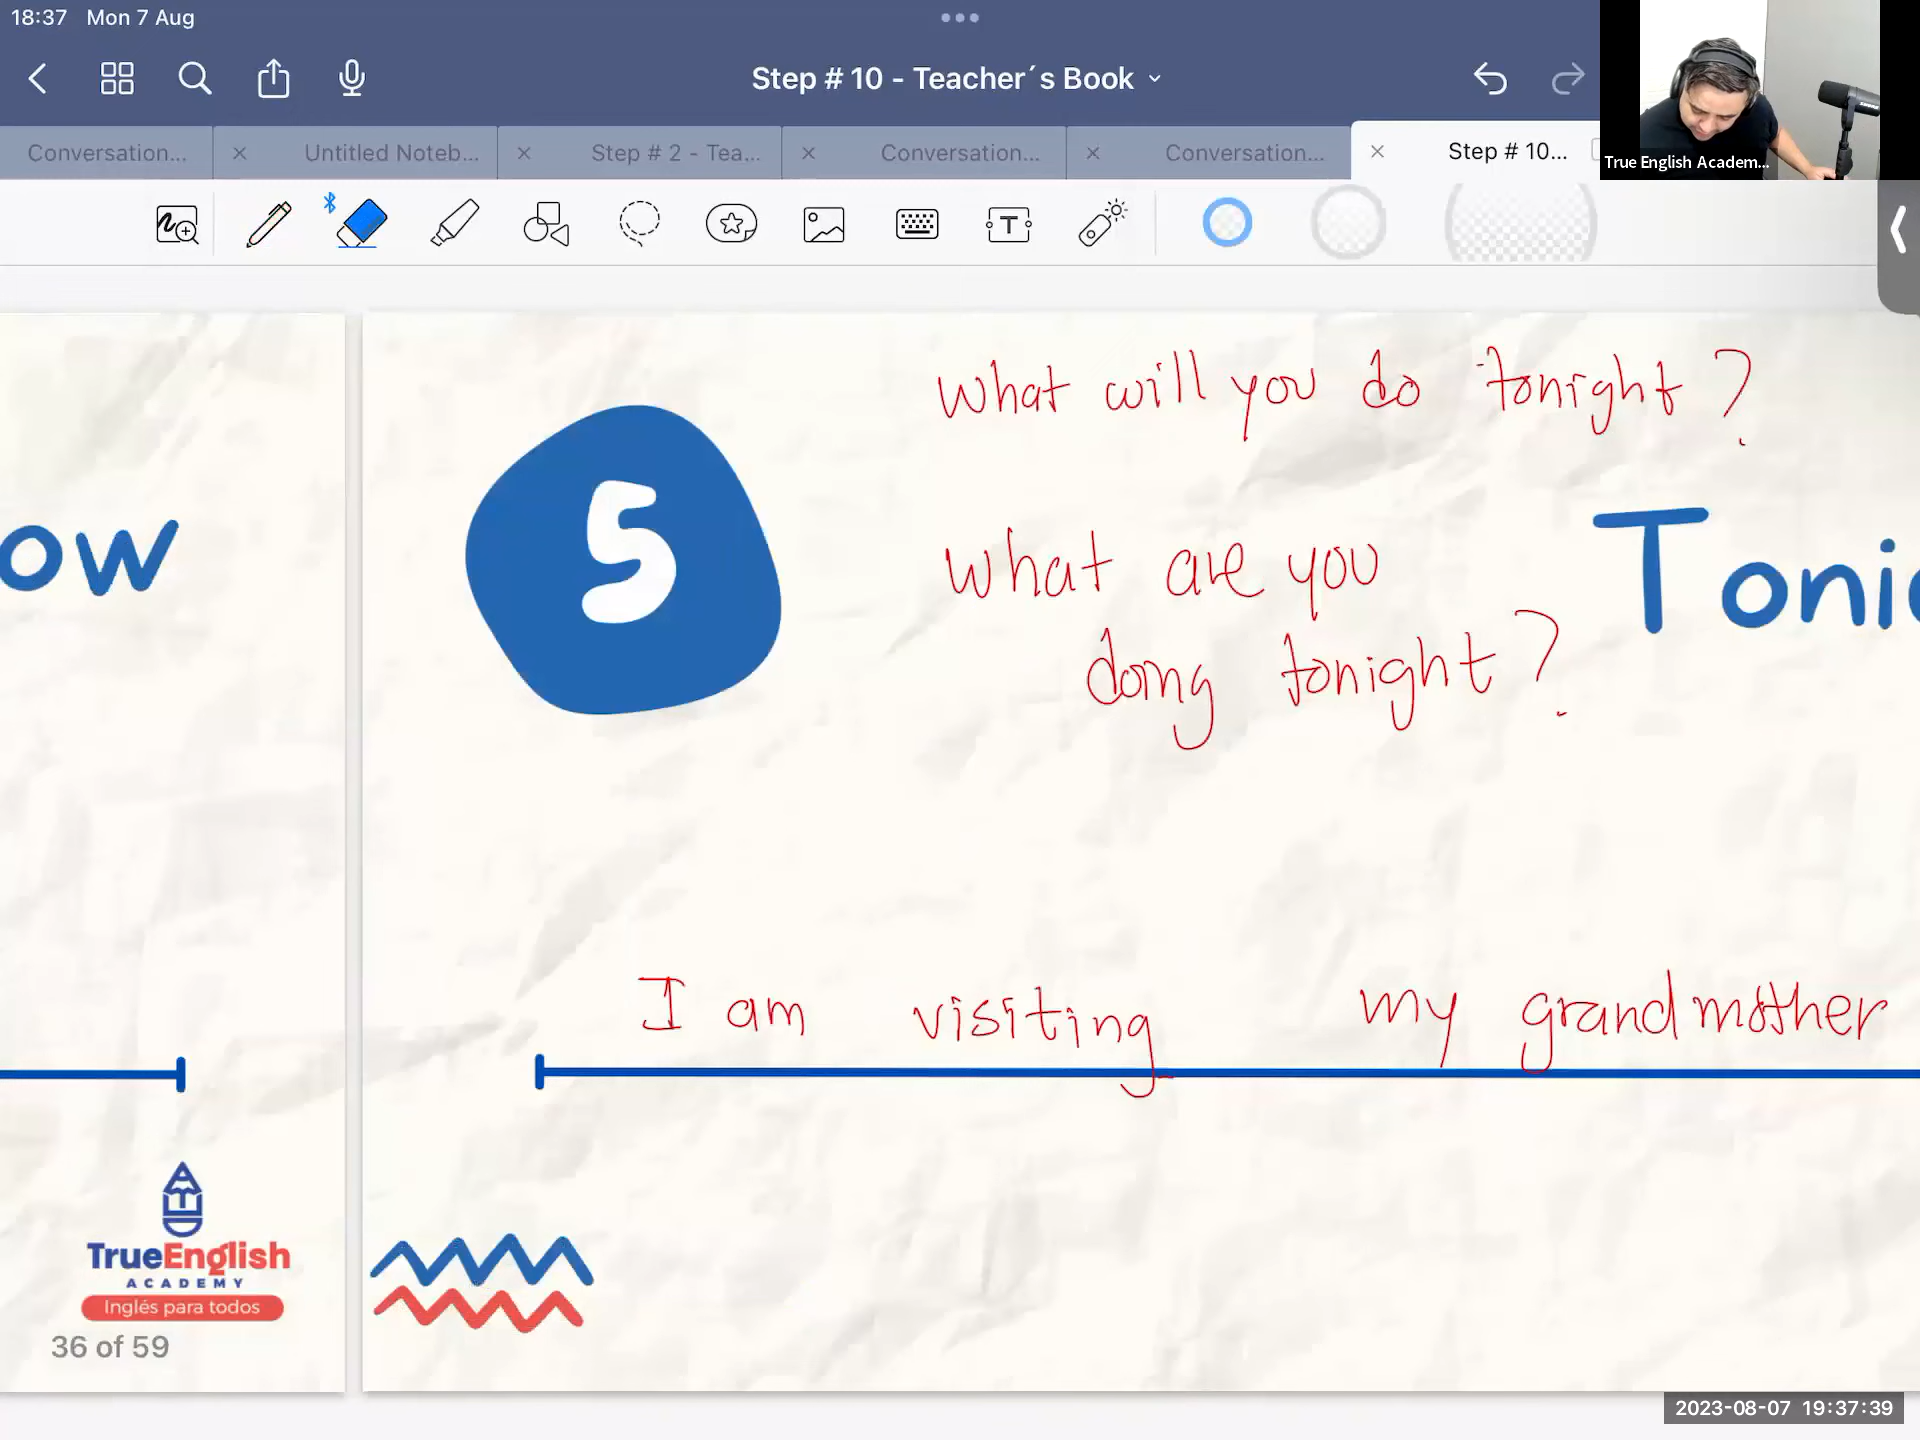 18:37 Mon 7 Aug
Step # 10 - Teacher´s Book
Conversation...
Untitled Noteb...
Step # 2 - Tea...
Conversation...
Conversation...
Step # 10...
True English Academ...
What will you do tonight?
5
ow
What are you
Tonig
doing tonight?
I am visiting my grandmother
TrueEnglish
ACADEMY
Inglés para todos
36 of 59
2023-08-07 19:37:39